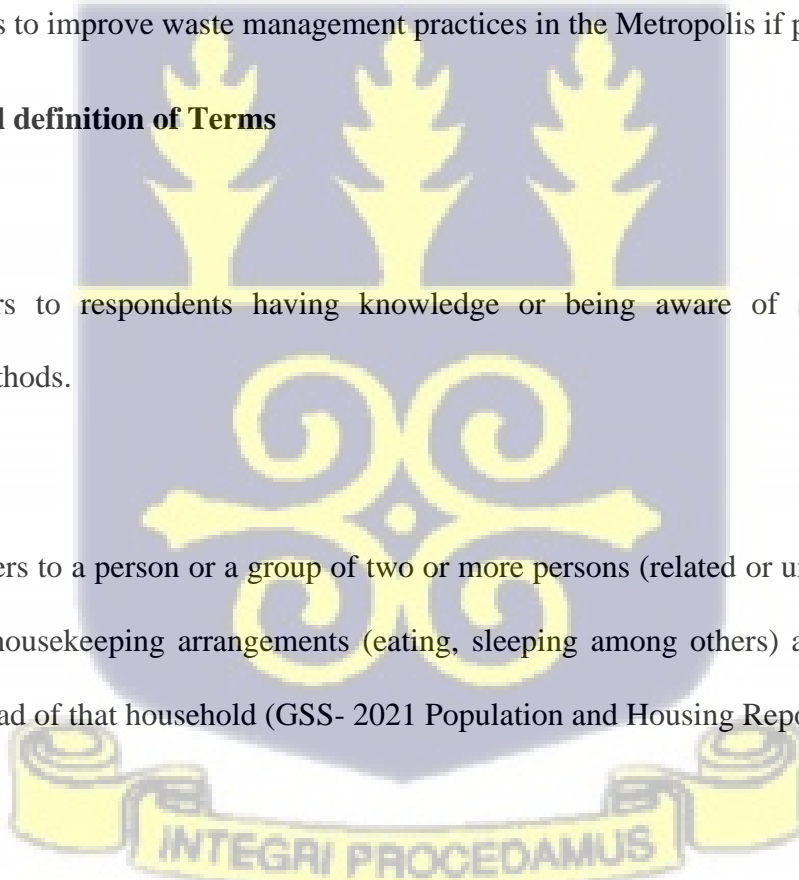 s to improve waste management practices in the Metropolis if p
l definition of Terms
rs to respondents having knowledge or being aware of s
thods.
ers to a person or a group of two or more persons (related or u
housekeeping arrangements (eating, sleeping among others) a
ad of that household (GSS- 2021 Population and Housing Repo
INTEGRI PROCEDAMUS